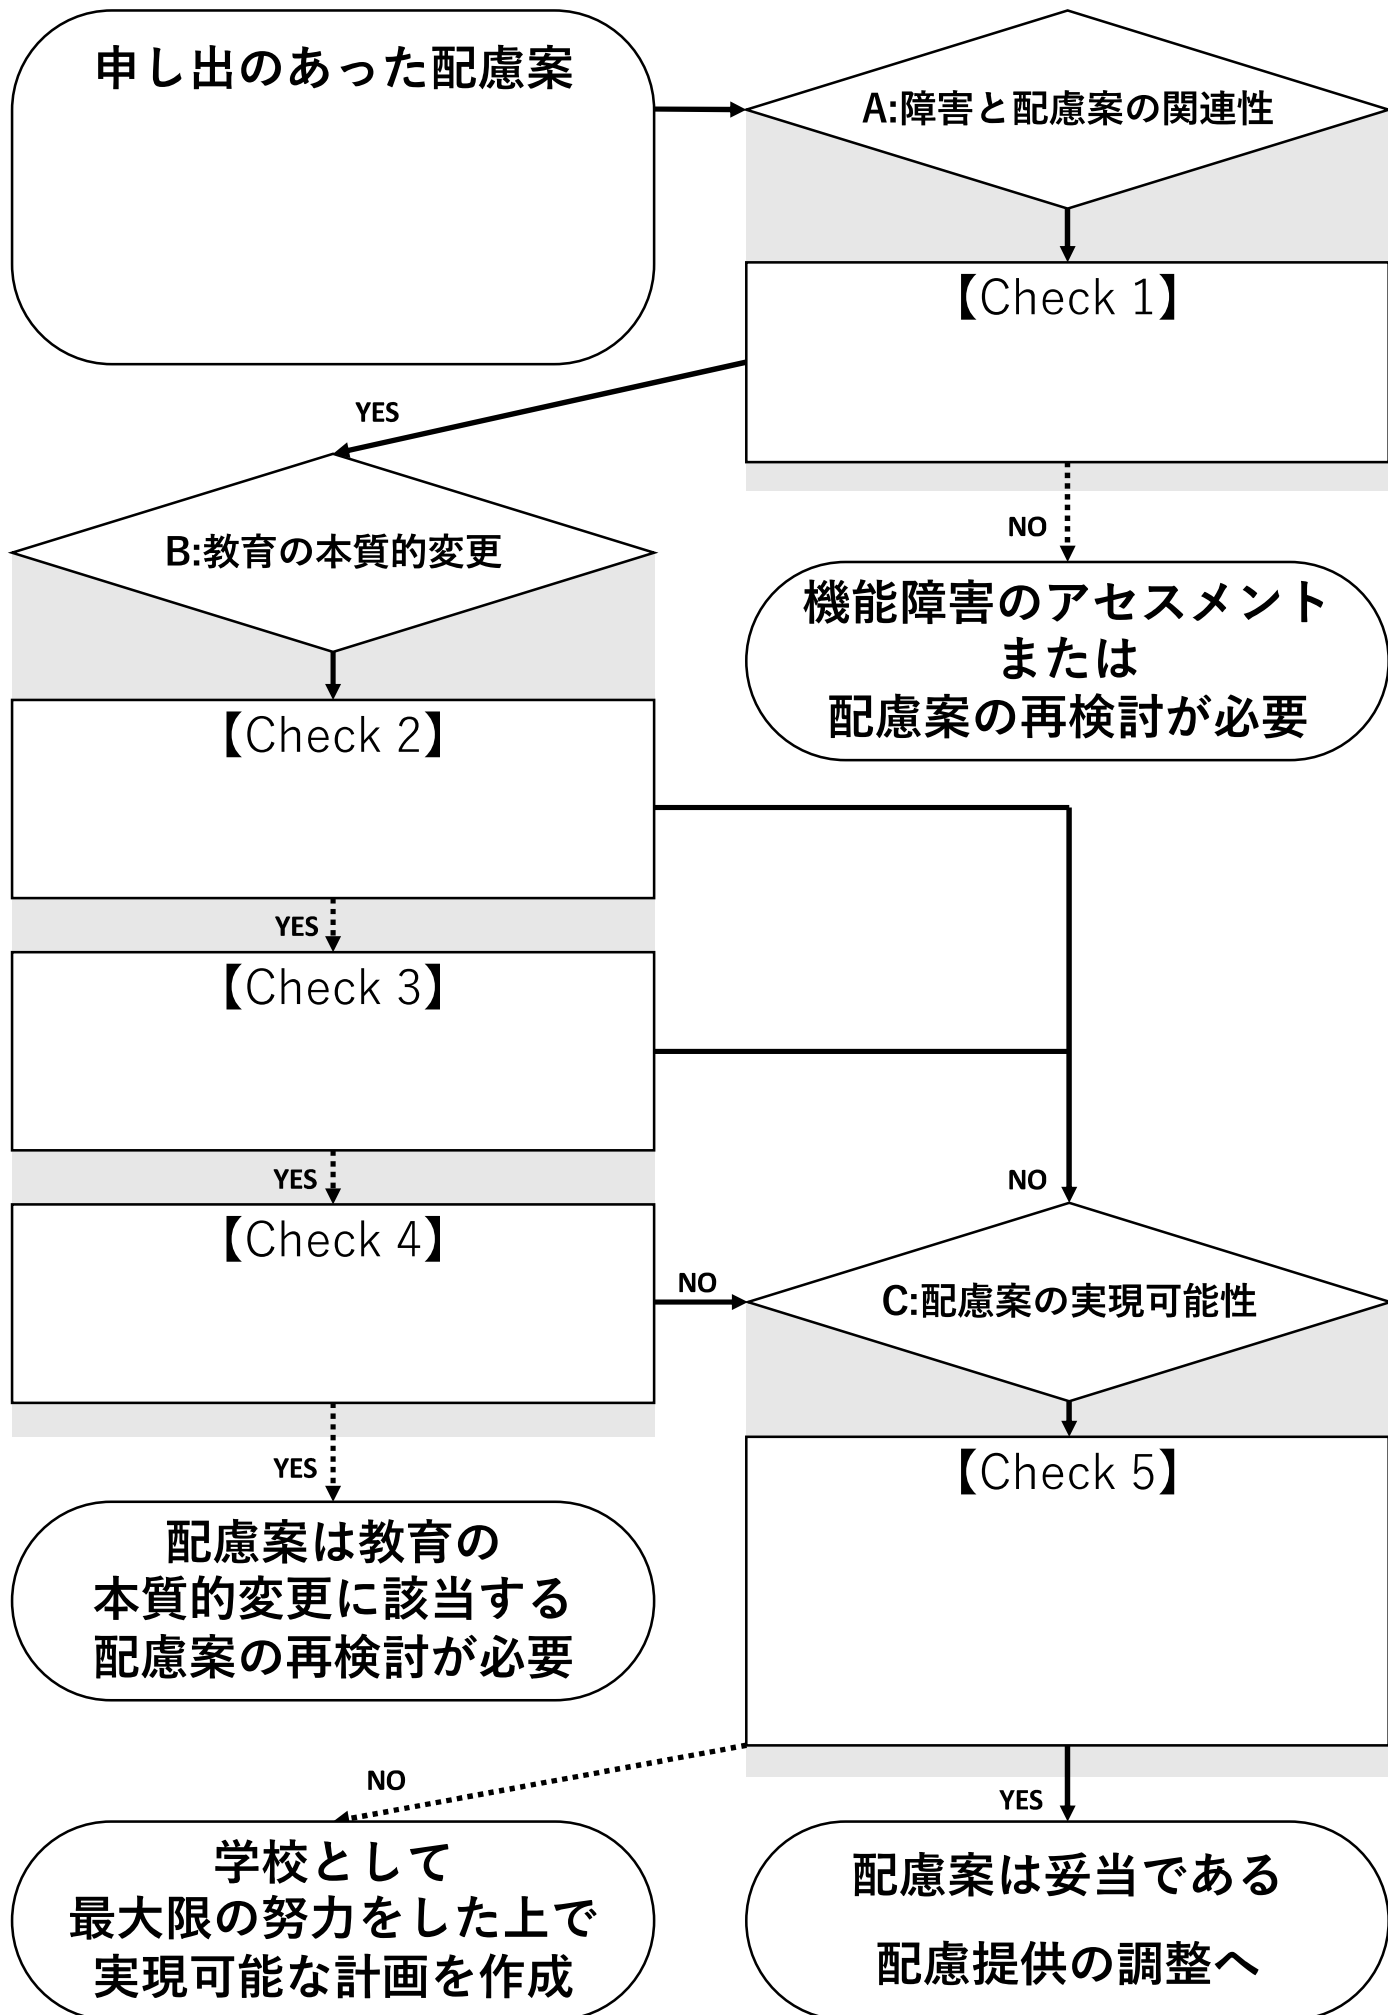 申し出のあった配慮案
A:障害と配慮案の関連性
【Check 1】
YES
NO
B:教育の本質的変更
機能障害のアセスメント
または
配慮案の再検討が必要
【Check 2】
YES
【Check 3】
YES
NO
【Check 4】
NO
C:配慮案の実現可能性
YES
【Check 5】
配慮案は教育の
本質的変更に該当する
配慮案の再検討が必要
NO
YES
学校として
最大限の努力をした上で
実現可能な計画を作成
配慮案は妥当である
配慮提供の調整へ